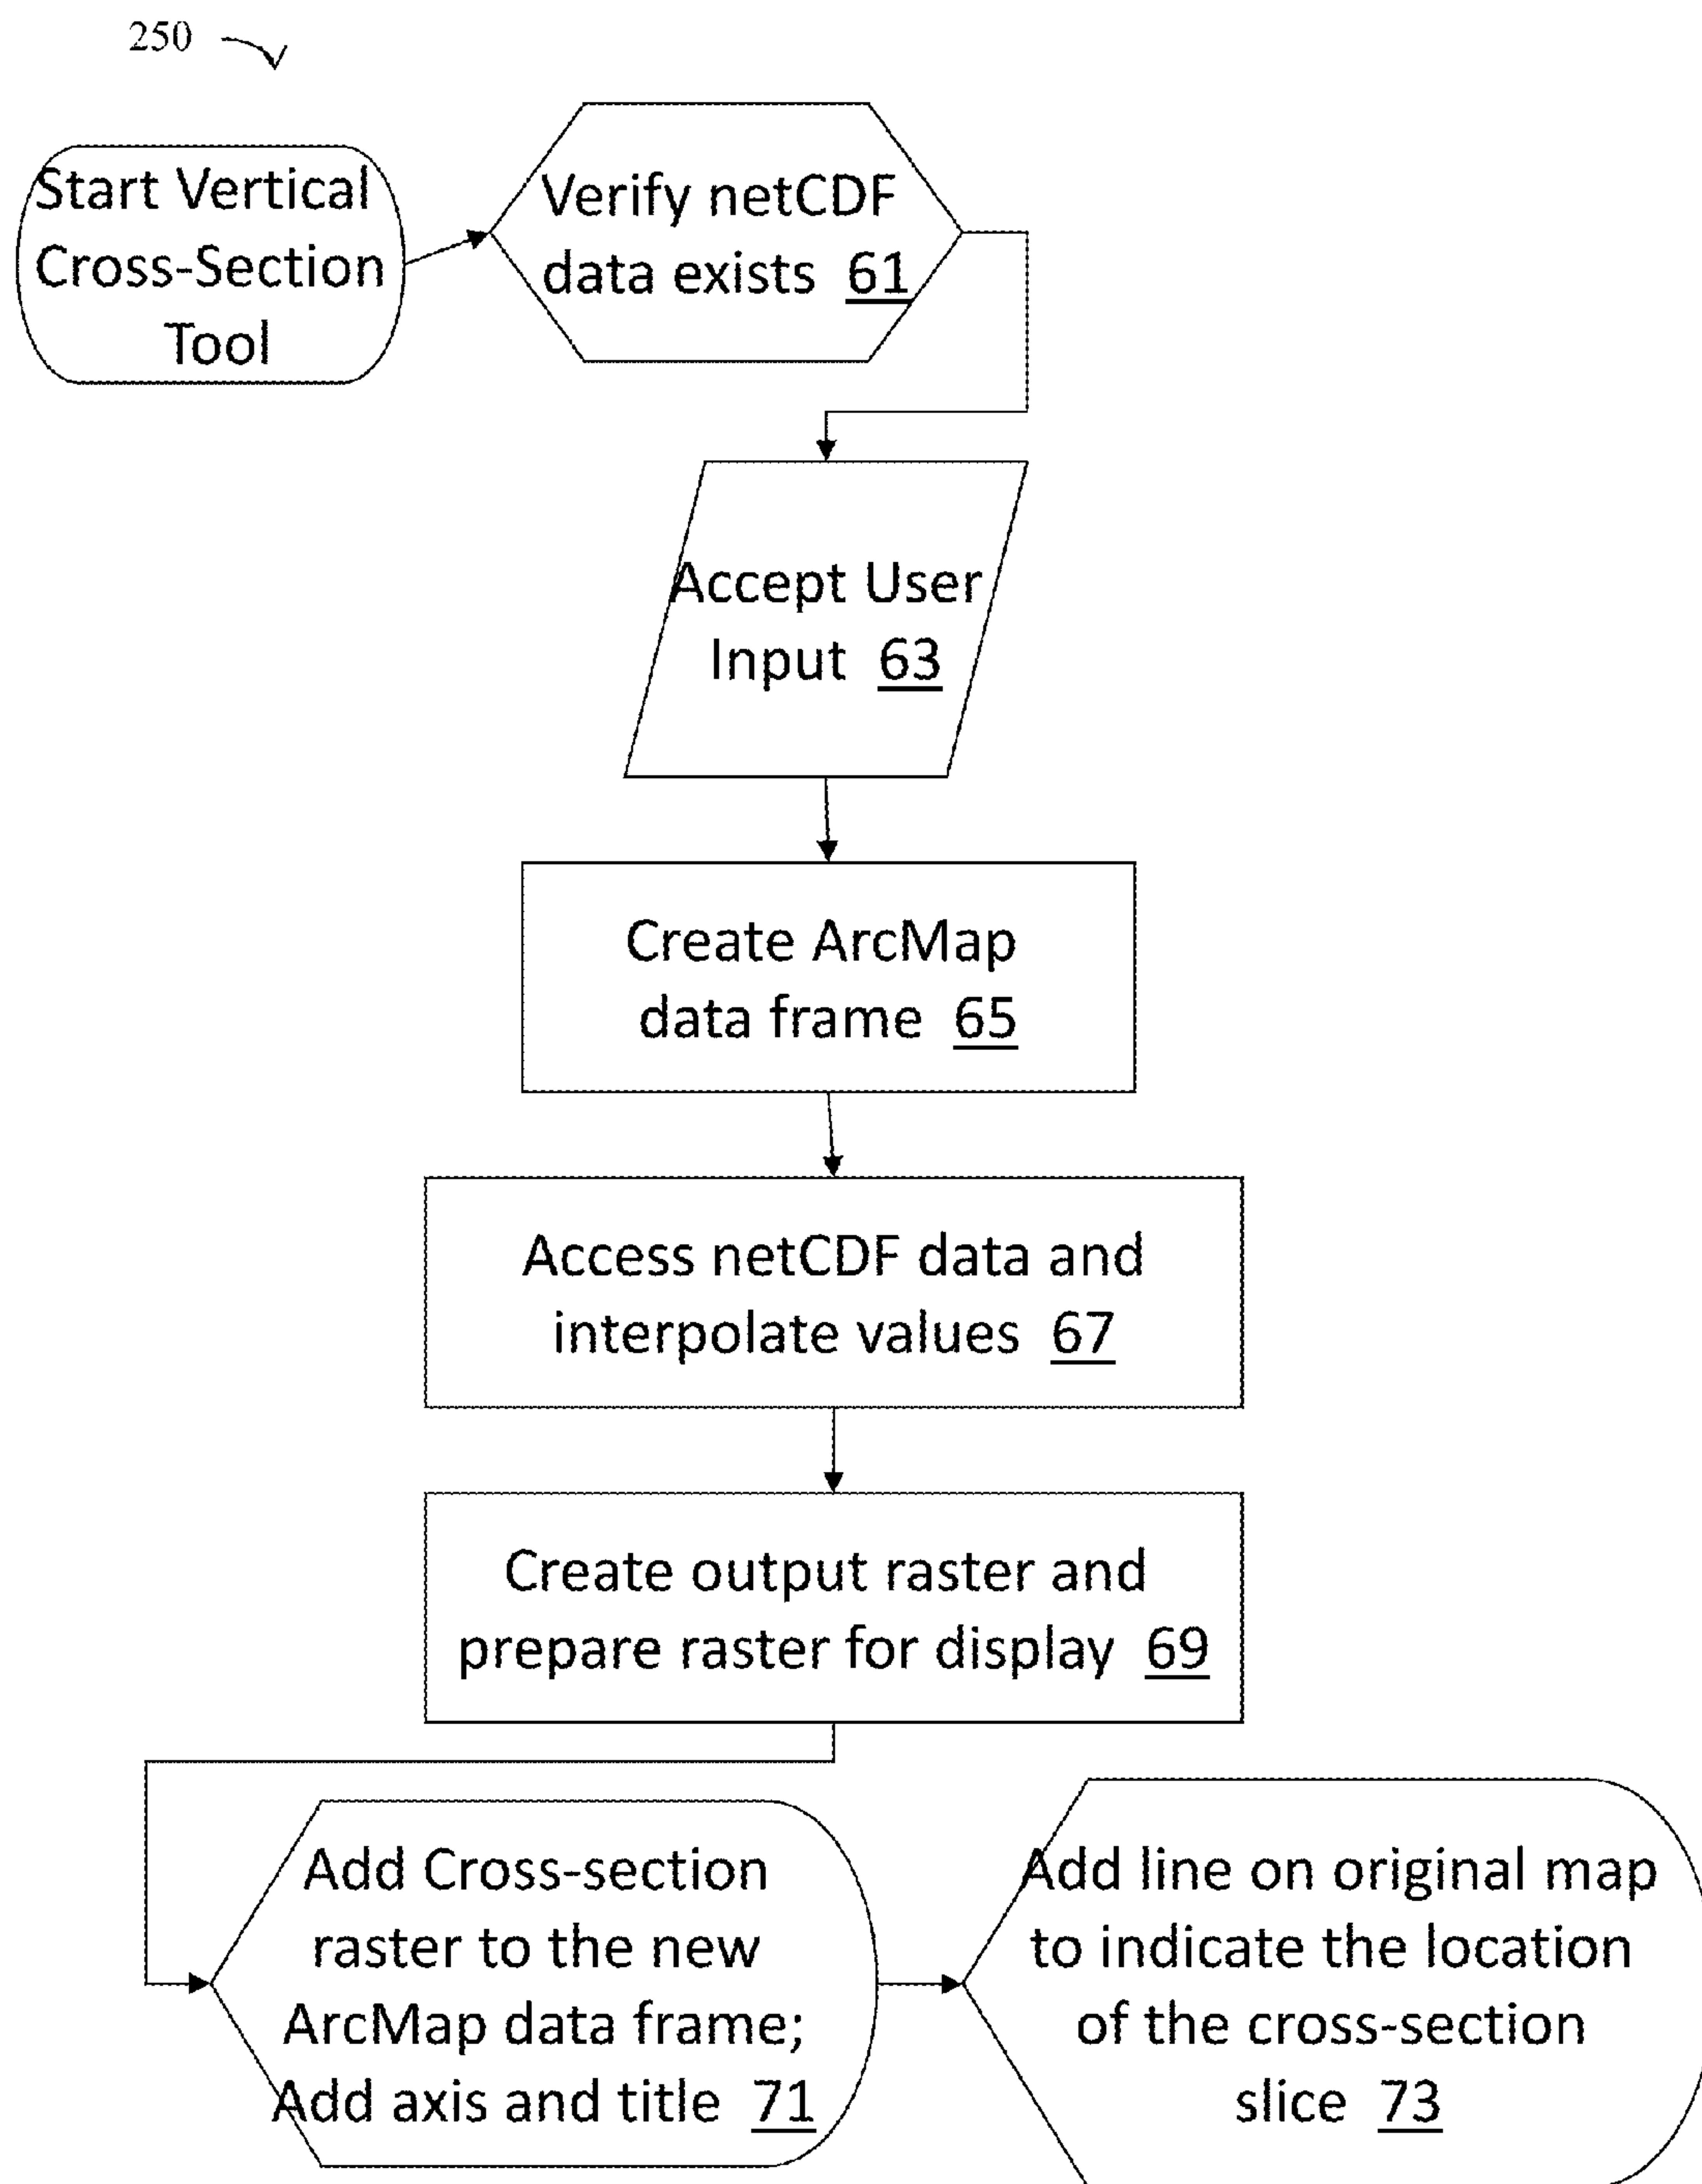 250
Start Vertical
Cross-Section
Tool
Verify netCDF
data exists 61
Accept User
Input 63
Create ArcMap
data frame 65
Access netCDF data and
interpolate values 67
Create output raster and
prepare raster for display 69
Add Cross-section
raster to the new
ArcMap data frame;
Add axis and title 71
Add line on original map
to indicate the location
of the cross-section
slice 73